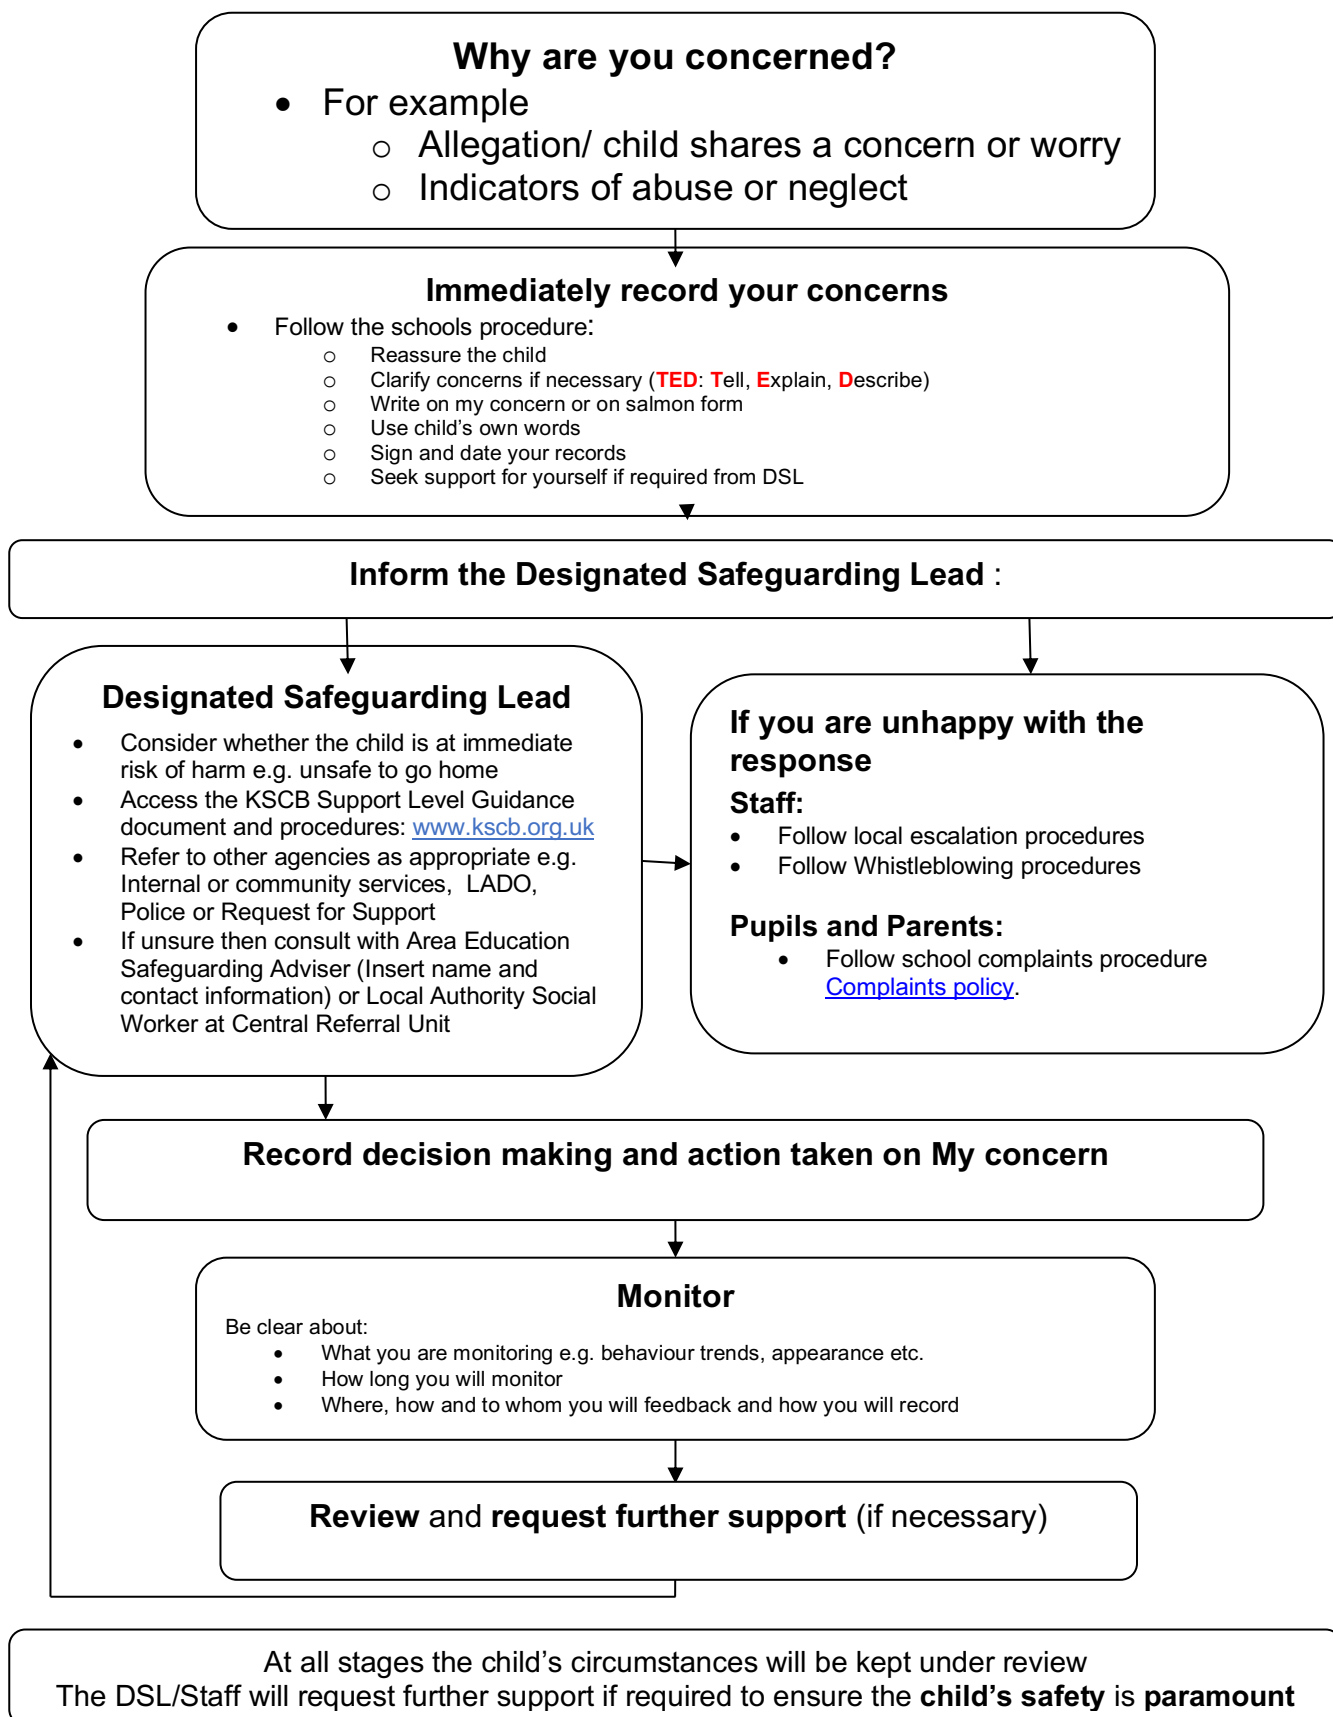 Why are you concerned?
• For example
o Allegation/ child shares a concern or worry
o Indicators of abuse or neglect
Immediately record your concerns
• Follow the schools procedure:
o Reassure the child
o Clarify concerns if necessary (TED: Tell, Explain, Describe)
o Write on my concern or on salmon form
o Use child’s own words
o Sign and date your records
o Seek support for yourself if required from DSL
Inform the Designated Safeguarding Lead :
Designated Safeguarding Lead
• Consider whether the child is at immediate
risk of harm e.g. unsafe to go home
• Access the KSCB Support Level Guidance
document and procedures: www.kscb.org.uk
• Refer to other agencies as appropriate e.g.
Internal or community services, LADO,
Police or Request for Support
• If unsure then consult with Area Education
Safeguarding Adviser (Insert name and
contact information) or Local Authority Social
Worker at Central Referral Unit
If you are unhappy with the
response
Staff:
• Follow local escalation procedures
• Follow Whistleblowing procedures
Pupils and Parents:
• Follow school complaints procedure
Complaints policy.
Record decision making and action taken on My concern
Monitor
Be clear about:
• What you are monitoring e.g. behaviour trends, appearance etc.
• How long you will monitor
• Where, how and to whom you will feedback and how you will record
Review and request further support (if necessary)
At all stages the child’s circumstances will be kept under review
The DSL/Staff will request further support if required to ensure the child’s safety is paramount